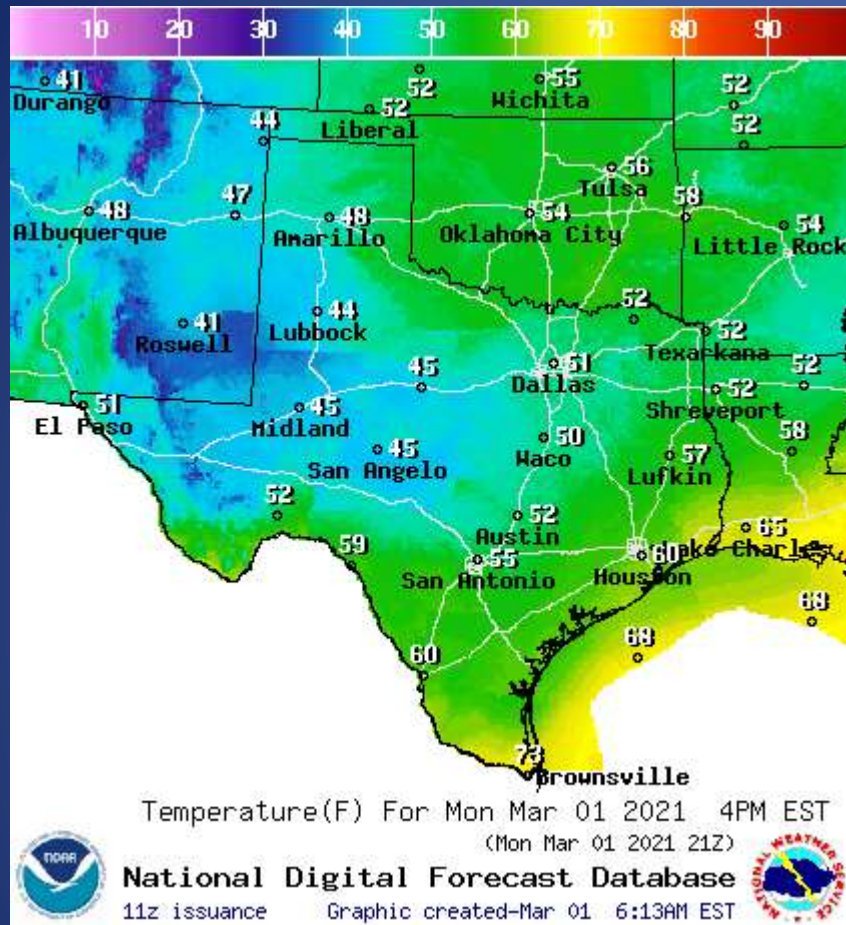 10 20 30 40 50 60 70 80 90
41 52 55 52
Durango Wichita
52
Liberal
44 52
56
Tulsa
48 47 48 54 58 54
Albuquerque Amarillo Oklahoma City Little Rock
41 44 52 52
Roswell Lubbock Texarkana
51
Dallas
45 52 52
51 45 Shreveport
El Paso Midland
45 50 57 58
San Angelo Waco Lufkin
52 52 65
Austin
59 55 60 Lake Charles
San Antonio Houston
68
60 68
73
Brownsville
Temperature(F) For Mon Mar 01 2021 4PM EST
(Mon Mar 01 2021 21Z)
NOAA
National Digital Forecast Database
11z issuance Graphic created-Mar 01 6:13AM EST
NATIONAL WEATHER SERVICE